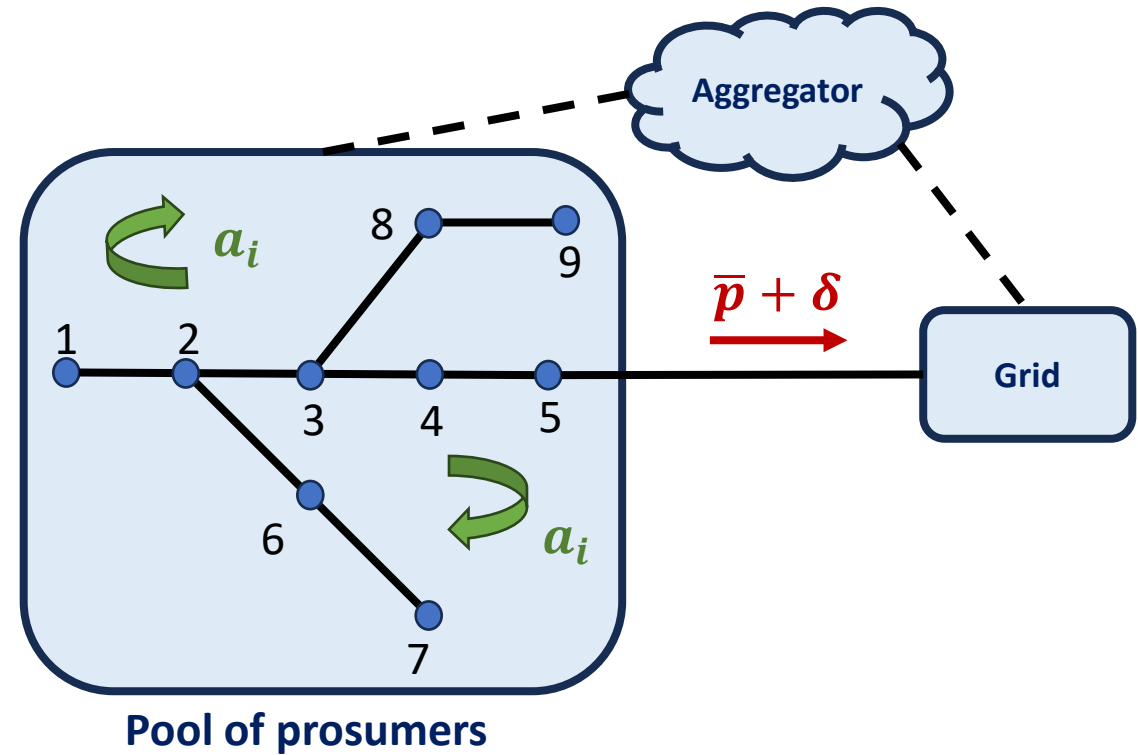 Aggregator
8
a_i
9
p̅ + δ
1
2
3
4
5
Grid
6
a_i
7
Pool of prosumers